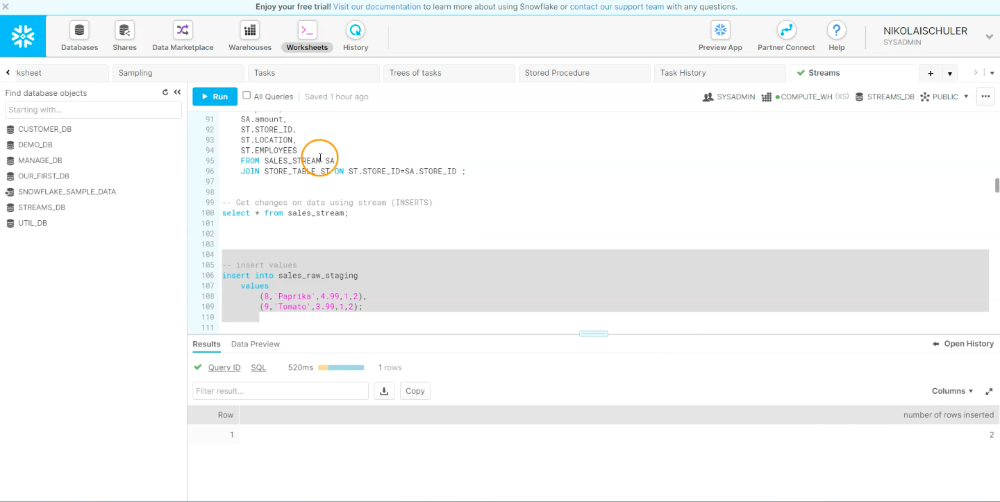 Enjoy your free trial! Visit our documentation to learn more about using Snowflake or contact our support team with any questions.
Databases Shares Data Marketplace Warehouses Worksheets History Preview App Partner Connect Help NIKOLAISCHULER
SYSADMIN
ksheet Sampling Tasks Trees of tasks Stored Procedure Task History Streams
Find database objects
Starting with...
CUSTOMER_DB
DEMO_DB
MANAGE_DB
OUR_FIRST_DB
SNOWFLAKE_SAMPLE_DATA
STREAMS_DB
UTIL_DB
Run All Queries Saved 1 hour ago SYSADMIN COMPUTE_WH (XS) STREAMS_DB PUBLIC
91 SA.amount,
92 ST.STORE_ID,
93 ST.LOCATION,
94 ST.EMPLOYEES
95 FROM SALES_STREAM SA
96 JOIN STORE_TABLE ST ON ST.STORE_ID=SA.STORE_ID ;
97
98
99 -- Get changes on data using stream (INSERTS)
100 select * from sales_stream;
101
102
103
104
105 -- insert values
106 insert into sales_raw_staging
107 values
108 (8,'Paprika',4.99,1,2),
109 (9,'Tomato',3.99,1,2);
110
111
Results Data Preview Open History
Query ID SQL 520ms 1 rows
Filter result... Copy Columns
Row number of rows inserted
1 2